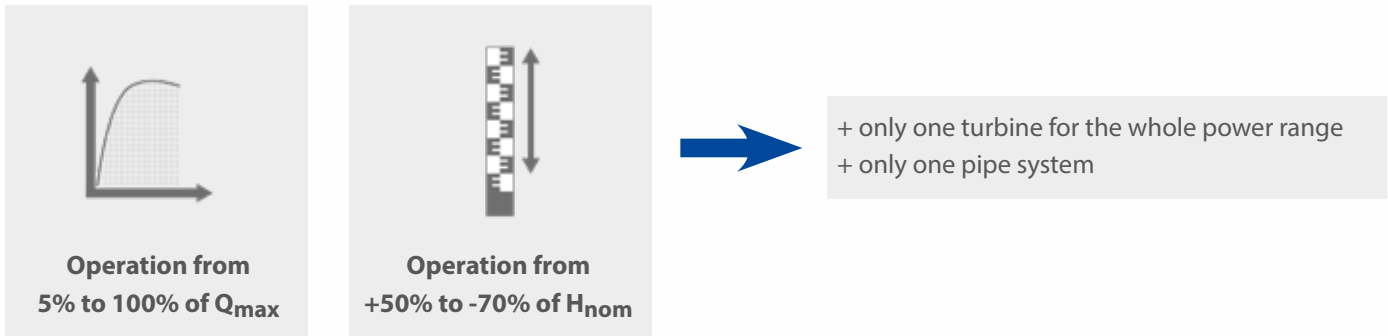 Operation from
5% to 100% of Qmax
Operation from
+50% to -70% of Hnom
+ only one turbine for the whole power range
+ only one pipe system